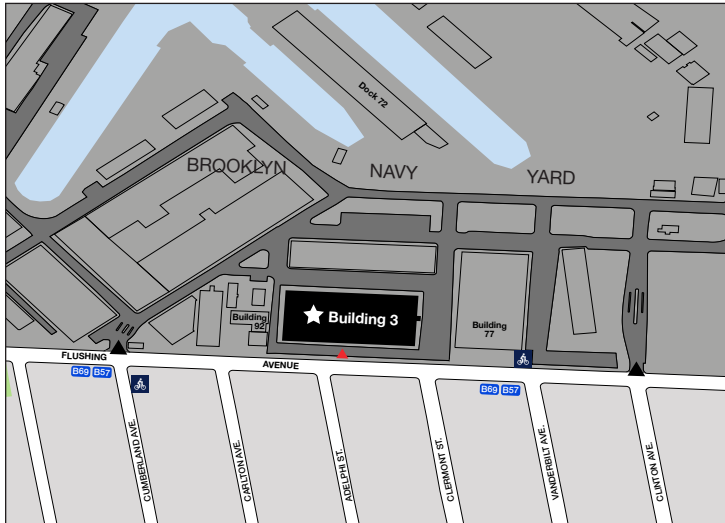 Dock 72
BROOKLYN NAVY YARD
Building 3
Building
92
Building
77
FLUSHING AVENUE
B69 B57
B69 B57
CUMBERLAND AVE.
CARLTON AVE.
ADELPHI ST.
CLERMONT ST.
VANDERBILT AVE.
CLINTON AVE.